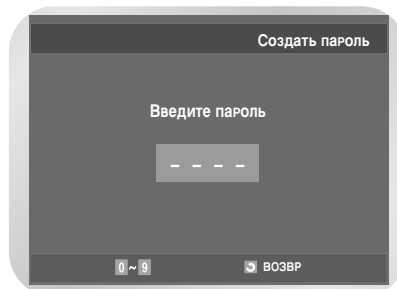 Создать пароль
Введите пароль
– – – –
0 ~ 9 ВОЗВР